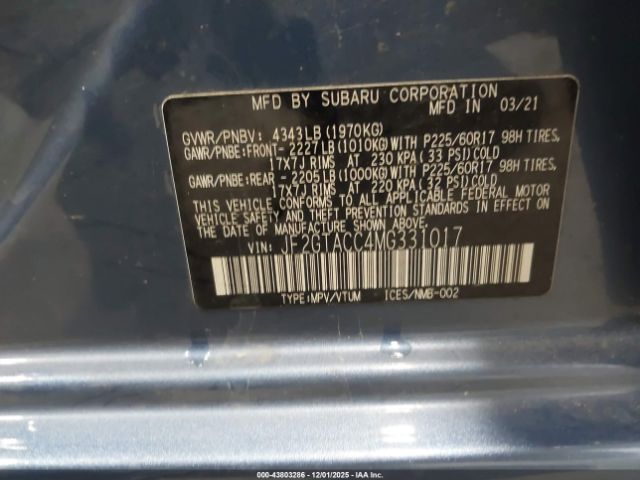 MFD BY SUBARU CORPORATION
MFD IN 03/21
GVWR/PNBV: 4343LB(1970KG)
GAWR/PNBE:FRONT- 2227LB(1010KG)WITH P225/60R17 98H TIRES,
17X7J RIMS AT 230 KPA(33 PSI)COLD
GAWR/PNBE:REAR - 2205LB(1000KG)WITH P225/60R17 98H TIRES,
17X7J RIMS AT 220 KPA(32 PSI)COLD
THIS VEHICLE CONFORMS TO ALL APPLICABLE FEDERAL MOTOR
VEHICLE SAFETY AND THEFT PREVENTION STANDARDS IN EFFECT ON
THE DATE OF MANUFACTURE SHOWN ABOVE.
VIN: JF2GTACC4MG331017
TYPE:MPV/VTUM ICES/NMB-002
000-43803286 - 12/01/2025 - IAA Inc.